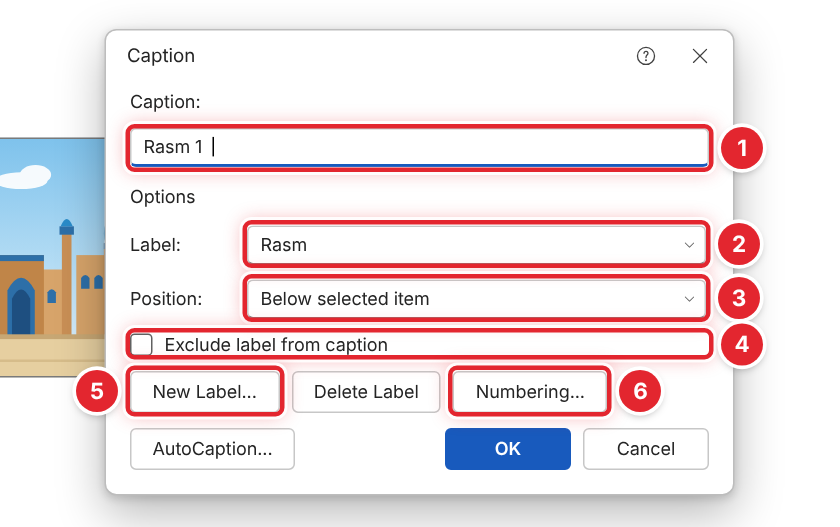 Caption
Caption:
Rasm 1
1
Options
Label:
Rasm
2
Position:
Below selected item
3
Exclude label from caption
4
5
New Label...
Delete Label
Numbering...
6
AutoCaption...
OK
Cancel